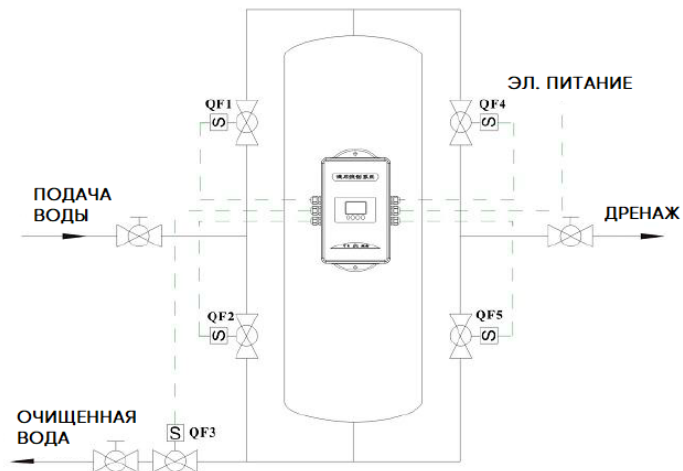 QF1
QF4
ЭЛ. ПИТАНИЕ
S
S
ПОДАЧА
ВОДЫ
ДРЕНАЖ
QF2
QF5
S
S
ОЧИЩЕННАЯ
ВОДА
S
QF3